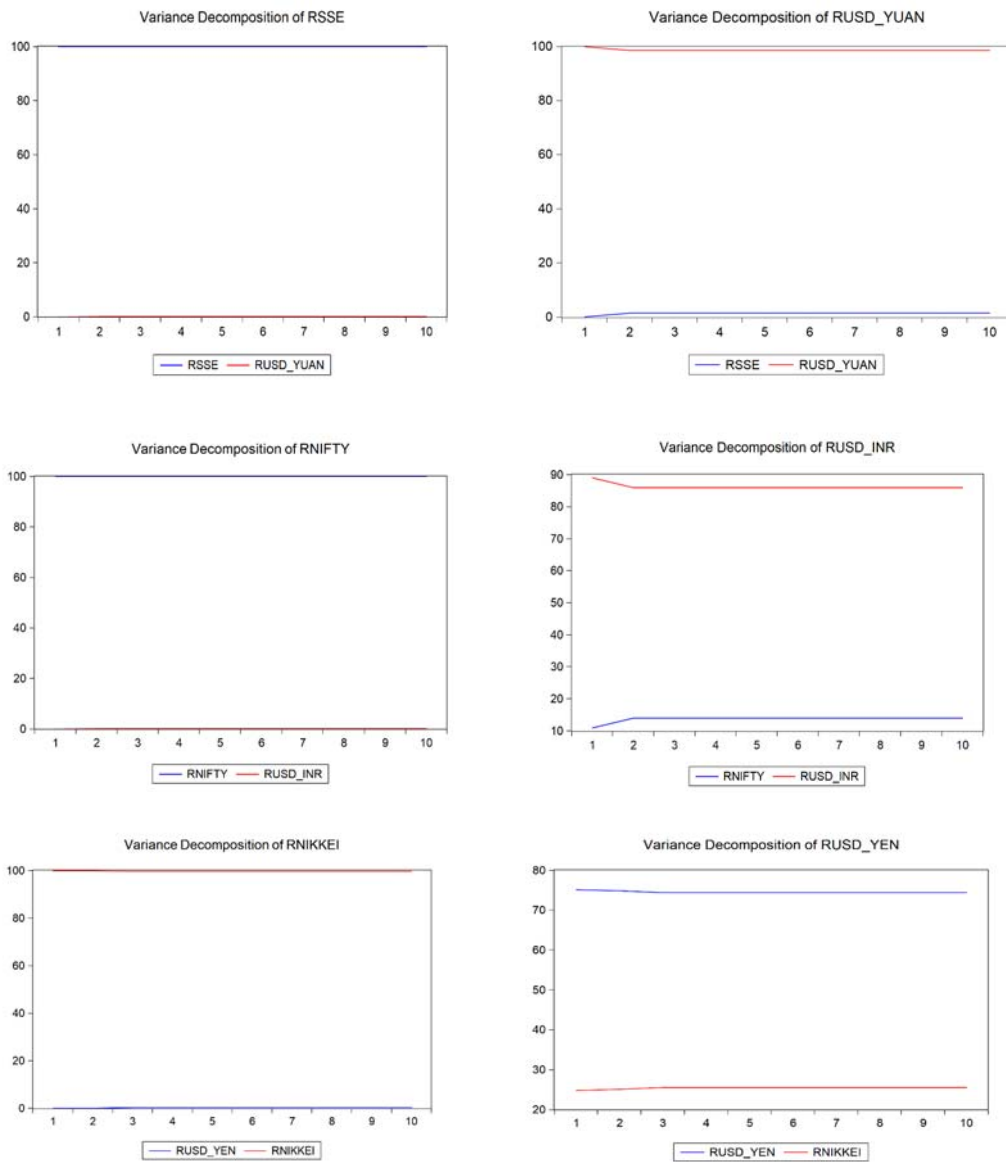 Variance Decomposition of RSSE
100
80
60
40
20
0
1 2 3 4 5 6 7 8 9 10
RSSE RUSD_YUAN
Variance Decomposition of RUSD_YUAN
100
80
60
40
20
0
1 2 3 4 5 6 7 8 9 10
RSSE RUSD_YUAN
Variance Decomposition of RNIFTY
100
80
60
40
20
0
1 2 3 4 5 6 7 8 9 10
RNIFTY RUSD_INR
Variance Decomposition of RUSD_INR
90
80
70
60
50
40
30
20
10
1 2 3 4 5 6 7 8 9 10
RNIFTY RUSD_INR
Variance Decomposition of RNIKKEI
100
80
60
40
20
0
1 2 3 4 5 6 7 8 9 10
RUSD_YEN RNIKKEI
Variance Decomposition of RUSD_YEN
80
70
60
50
40
30
20
1 2 3 4 5 6 7 8 9 10
RUSD_YEN RNIKKEI